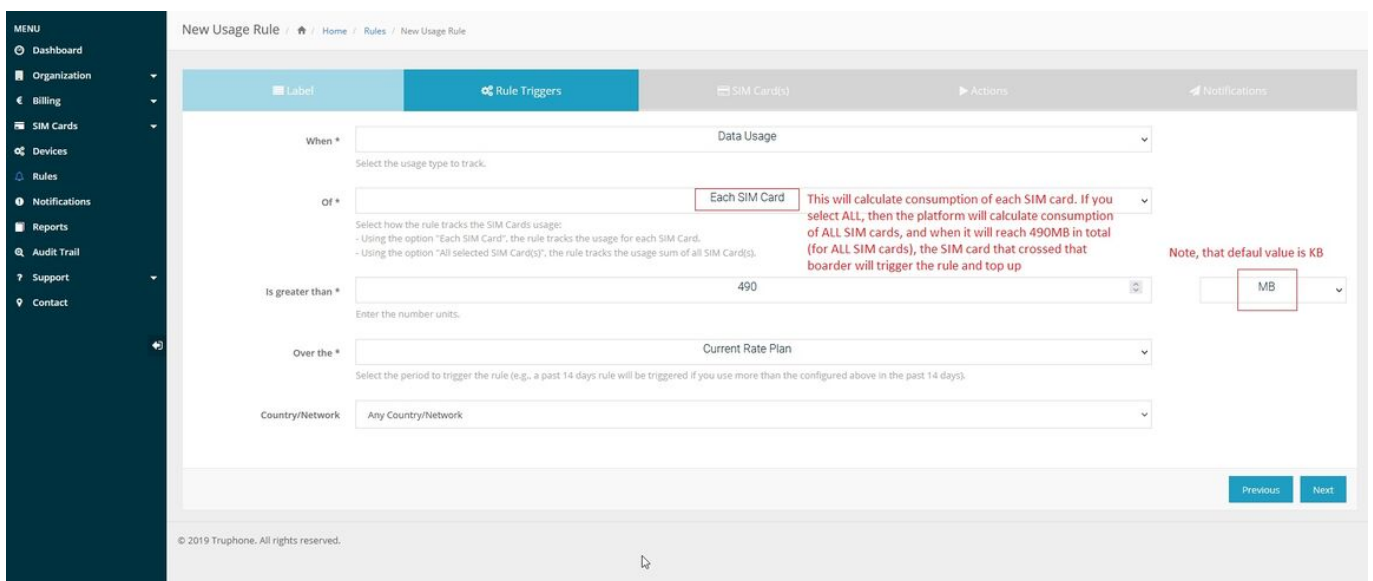 MENU
Dashboard
Organization
Billing
SIM Cards
Devices
Rules
Notifications
Reports
Audit Trail
Support
Contact
New Usage Rule / / Home / Rules / New Usage Rule
Label
Rule Triggers
SIM Card(s)
Actions
Notifications
When *
Data Usage
Select the usage type to track.
Of *
Each SIM Card
Select how the rule tracks the SIM Cards usage:
- Using the option "Each SIM Card", the rule tracks the usage for each SIM Card.
- Using the option "All selected SIM Card(s)", the rule tracks the usage sum of all SIM Card(s).
This will calculate consumption of each SIM card. If you
select ALL, then the platform will calculate consumption
of ALL SIM cards, and when it will reach 490MB in total
(for ALL SIM cards), the SIM card that crossed that
boarder will trigger the rule and top up
Note, that defaul value is KB
Is greater than *
490
MB
Enter the number units.
Over the *
Current Rate Plan
Select the period to trigger the rule (e.g., a past 14 days rule will be triggered if you use more than the configured above in the past 14 days).
Country/Network
Any Country/Network
Previous
Next
© 2019 Truphone. All rights reserved.